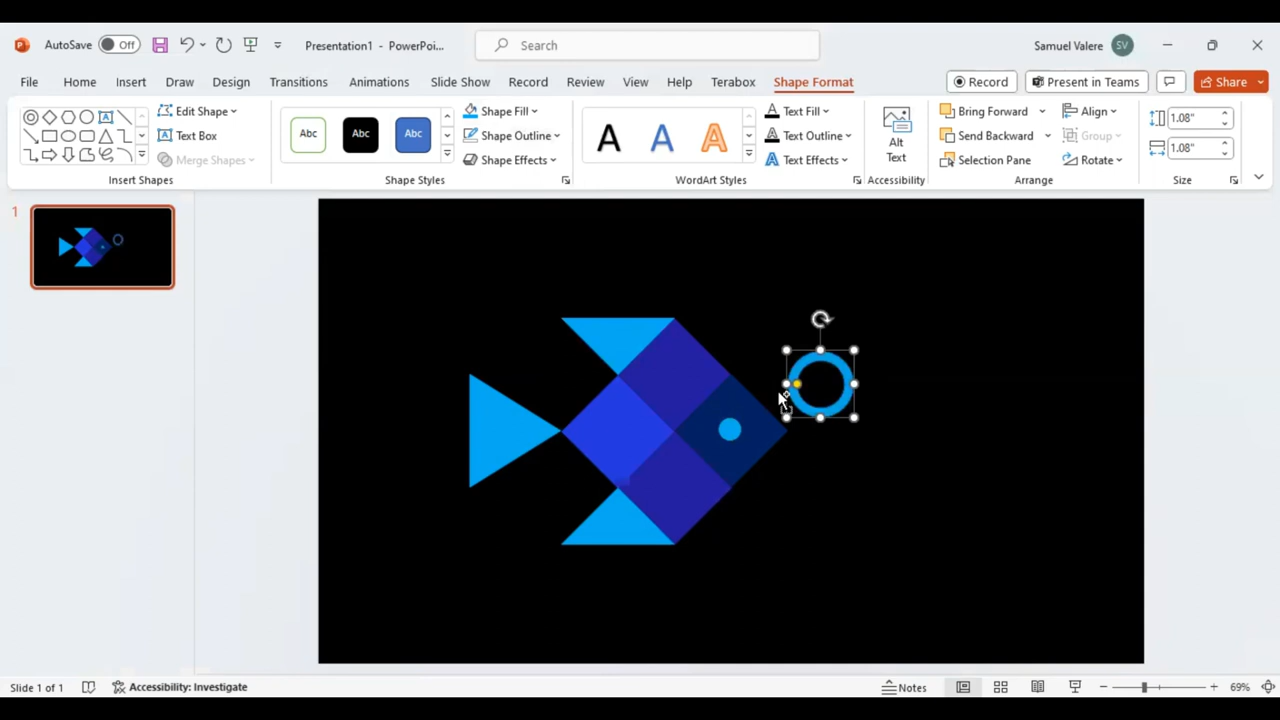 AutoSave Off Presentation1 - PowerPoi... Search Samuel Valere SV
File Home Insert Draw Design Transitions Animations Slide Show Record Review View Help Terabox Shape Format Record Present in Teams Share
Edit Shape Abc Abc Abc Shape Fill A A A Text Fill Bring Forward Align 1.08"
Text Box Shape Outline Text Outline Alt Text Send Backward Group 1.08"
Merge Shapes Shape Effects Text Effects Selection Pane Rotate
Insert Shapes Shape Styles WordArt Styles Accessibility Arrange Size
1
Slide 1 of 1 Accessibility: Investigate Notes 69%